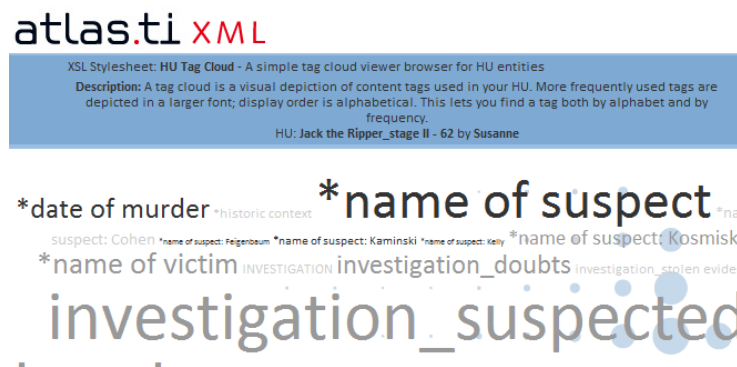 atlas.ti XML
XSL Stylesheet: HU Tag Cloud - A simple tag cloud viewer browser for HU entities
Description: A tag cloud is a visual depiction of content tags used in your HU. More frequently used tags are
depicted in a larger font; display order is alphabetical. This lets you find a tag both by alphabet and by
frequency.
HU: Jack the Ripper_stage II - 62 by Susanne
*date of murder *historic context *name of suspect *na
suspect: Cohen *name of suspect: Feigenbaum *name of suspect: Kaminski *name of suspect: Kelly *name of suspect: Kosmisk
*name of victim INVESTIGATION investigation_doubts investigation_stolen evide
investigation_suspected